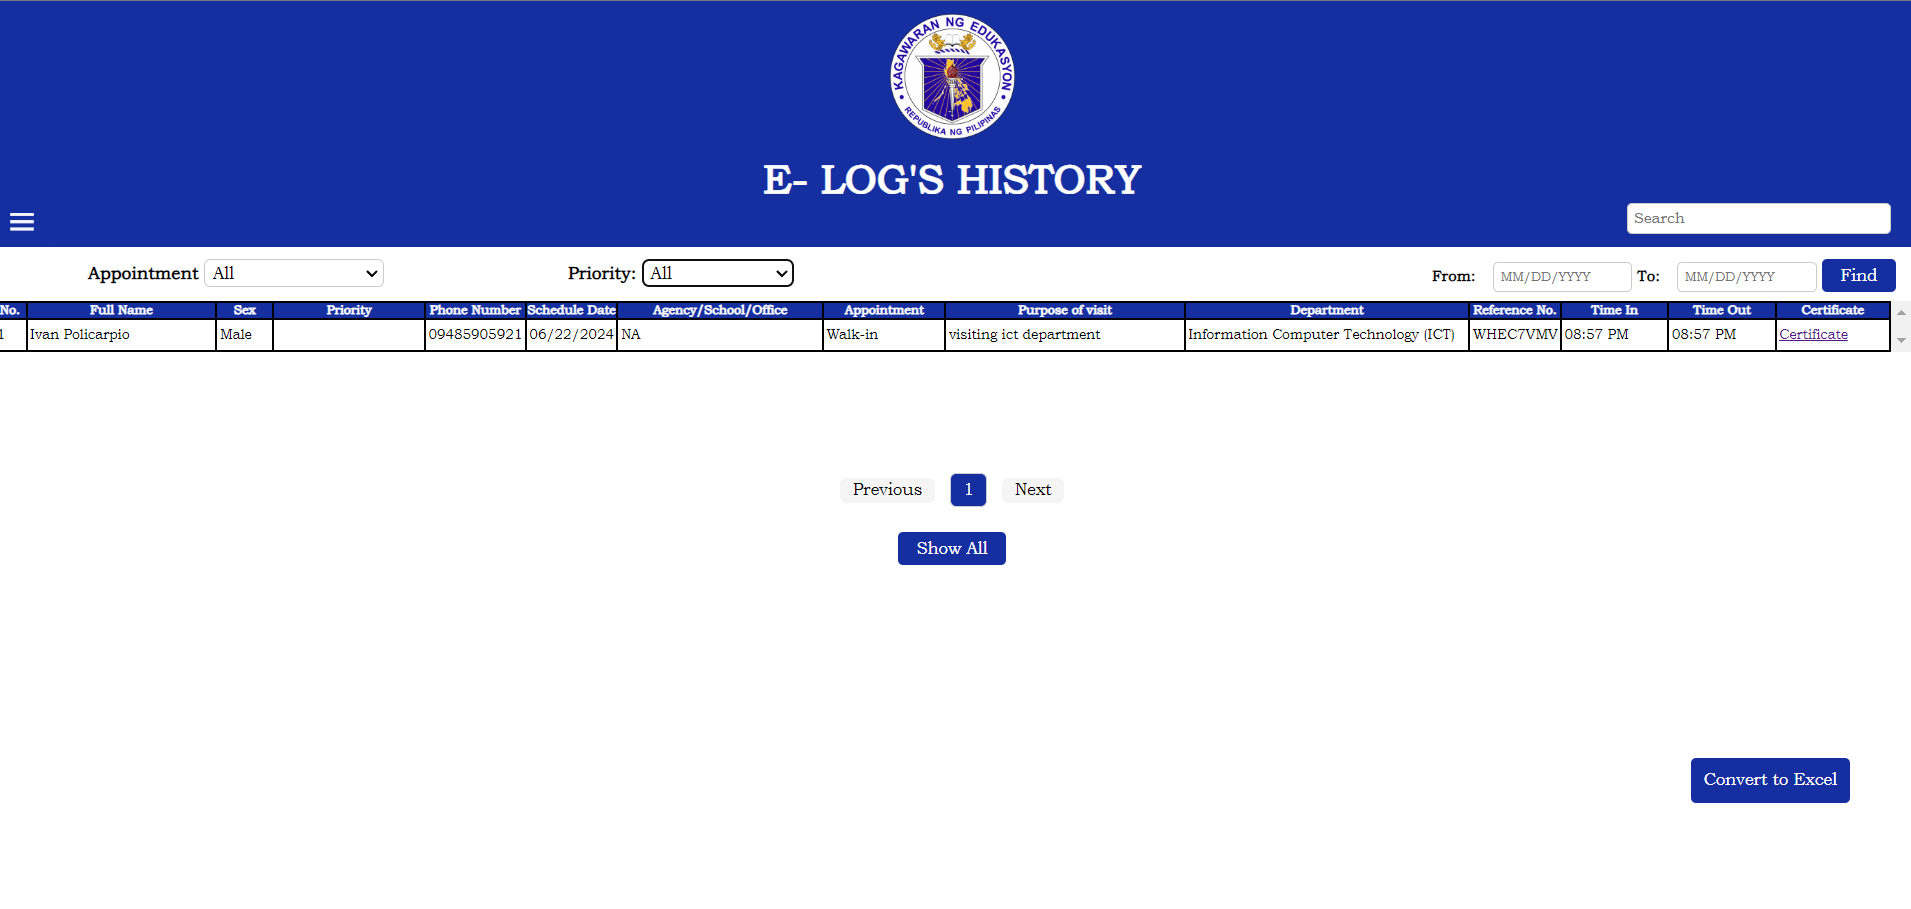 KAGAWARAN NG EDUKASYON
REPUBLIKA NG PILIPINAS
E- LOG'S HISTORY
Search
Appointment All Priority: All From: MM/DD/YYYY To: MM/DD/YYYY Find
No. Full Name Sex Priority Phone Number Schedule Date Agency/School/Office Appointment Purpose of visit Department Reference No. Time In Time Out Certificate
1 Ivan Policarpio Male 09485905921 06/22/2024 NA Walk-in visiting ict department Information Computer Technology (ICT) WHEC7VMV 08:57 PM 08:57 PM Certificate
Previous 1 Next
Show All
Convert to Excel